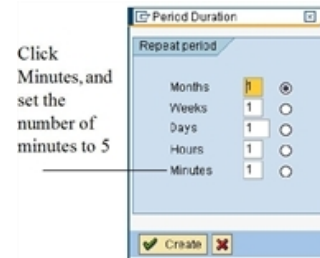 Period Duration
Repeat period
Click
Minutes, and
set the
number of
minutes to 5
Months 1
Weeks 1
Days 1
Hours 1
Minutes 1
Create